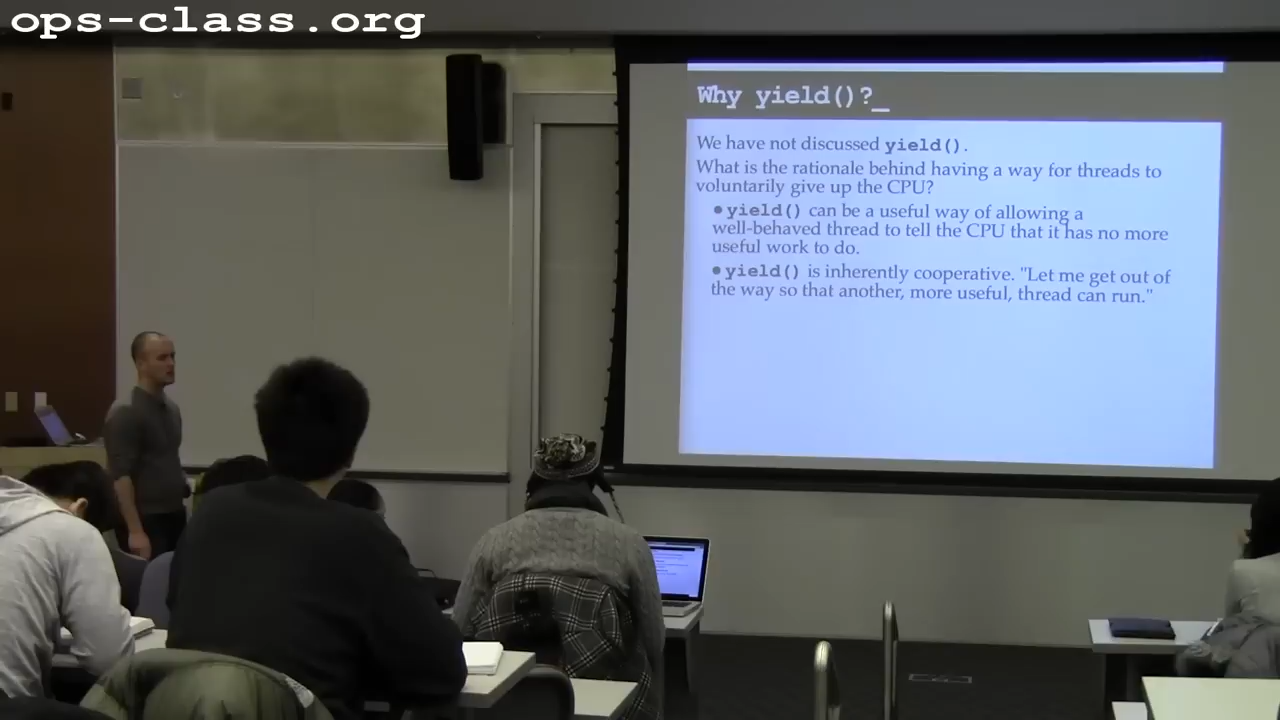 ops-class.org
Why yield()?_
We have not discussed yield().
What is the rationale behind having a way for threads to
voluntarily give up the CPU?
● yield() can be a useful way of allowing a
well-behaved thread to tell the CPU that it has no more
useful work to do.
● yield() is inherently cooperative. "Let me get out of
the way so that another, more useful, thread can run."